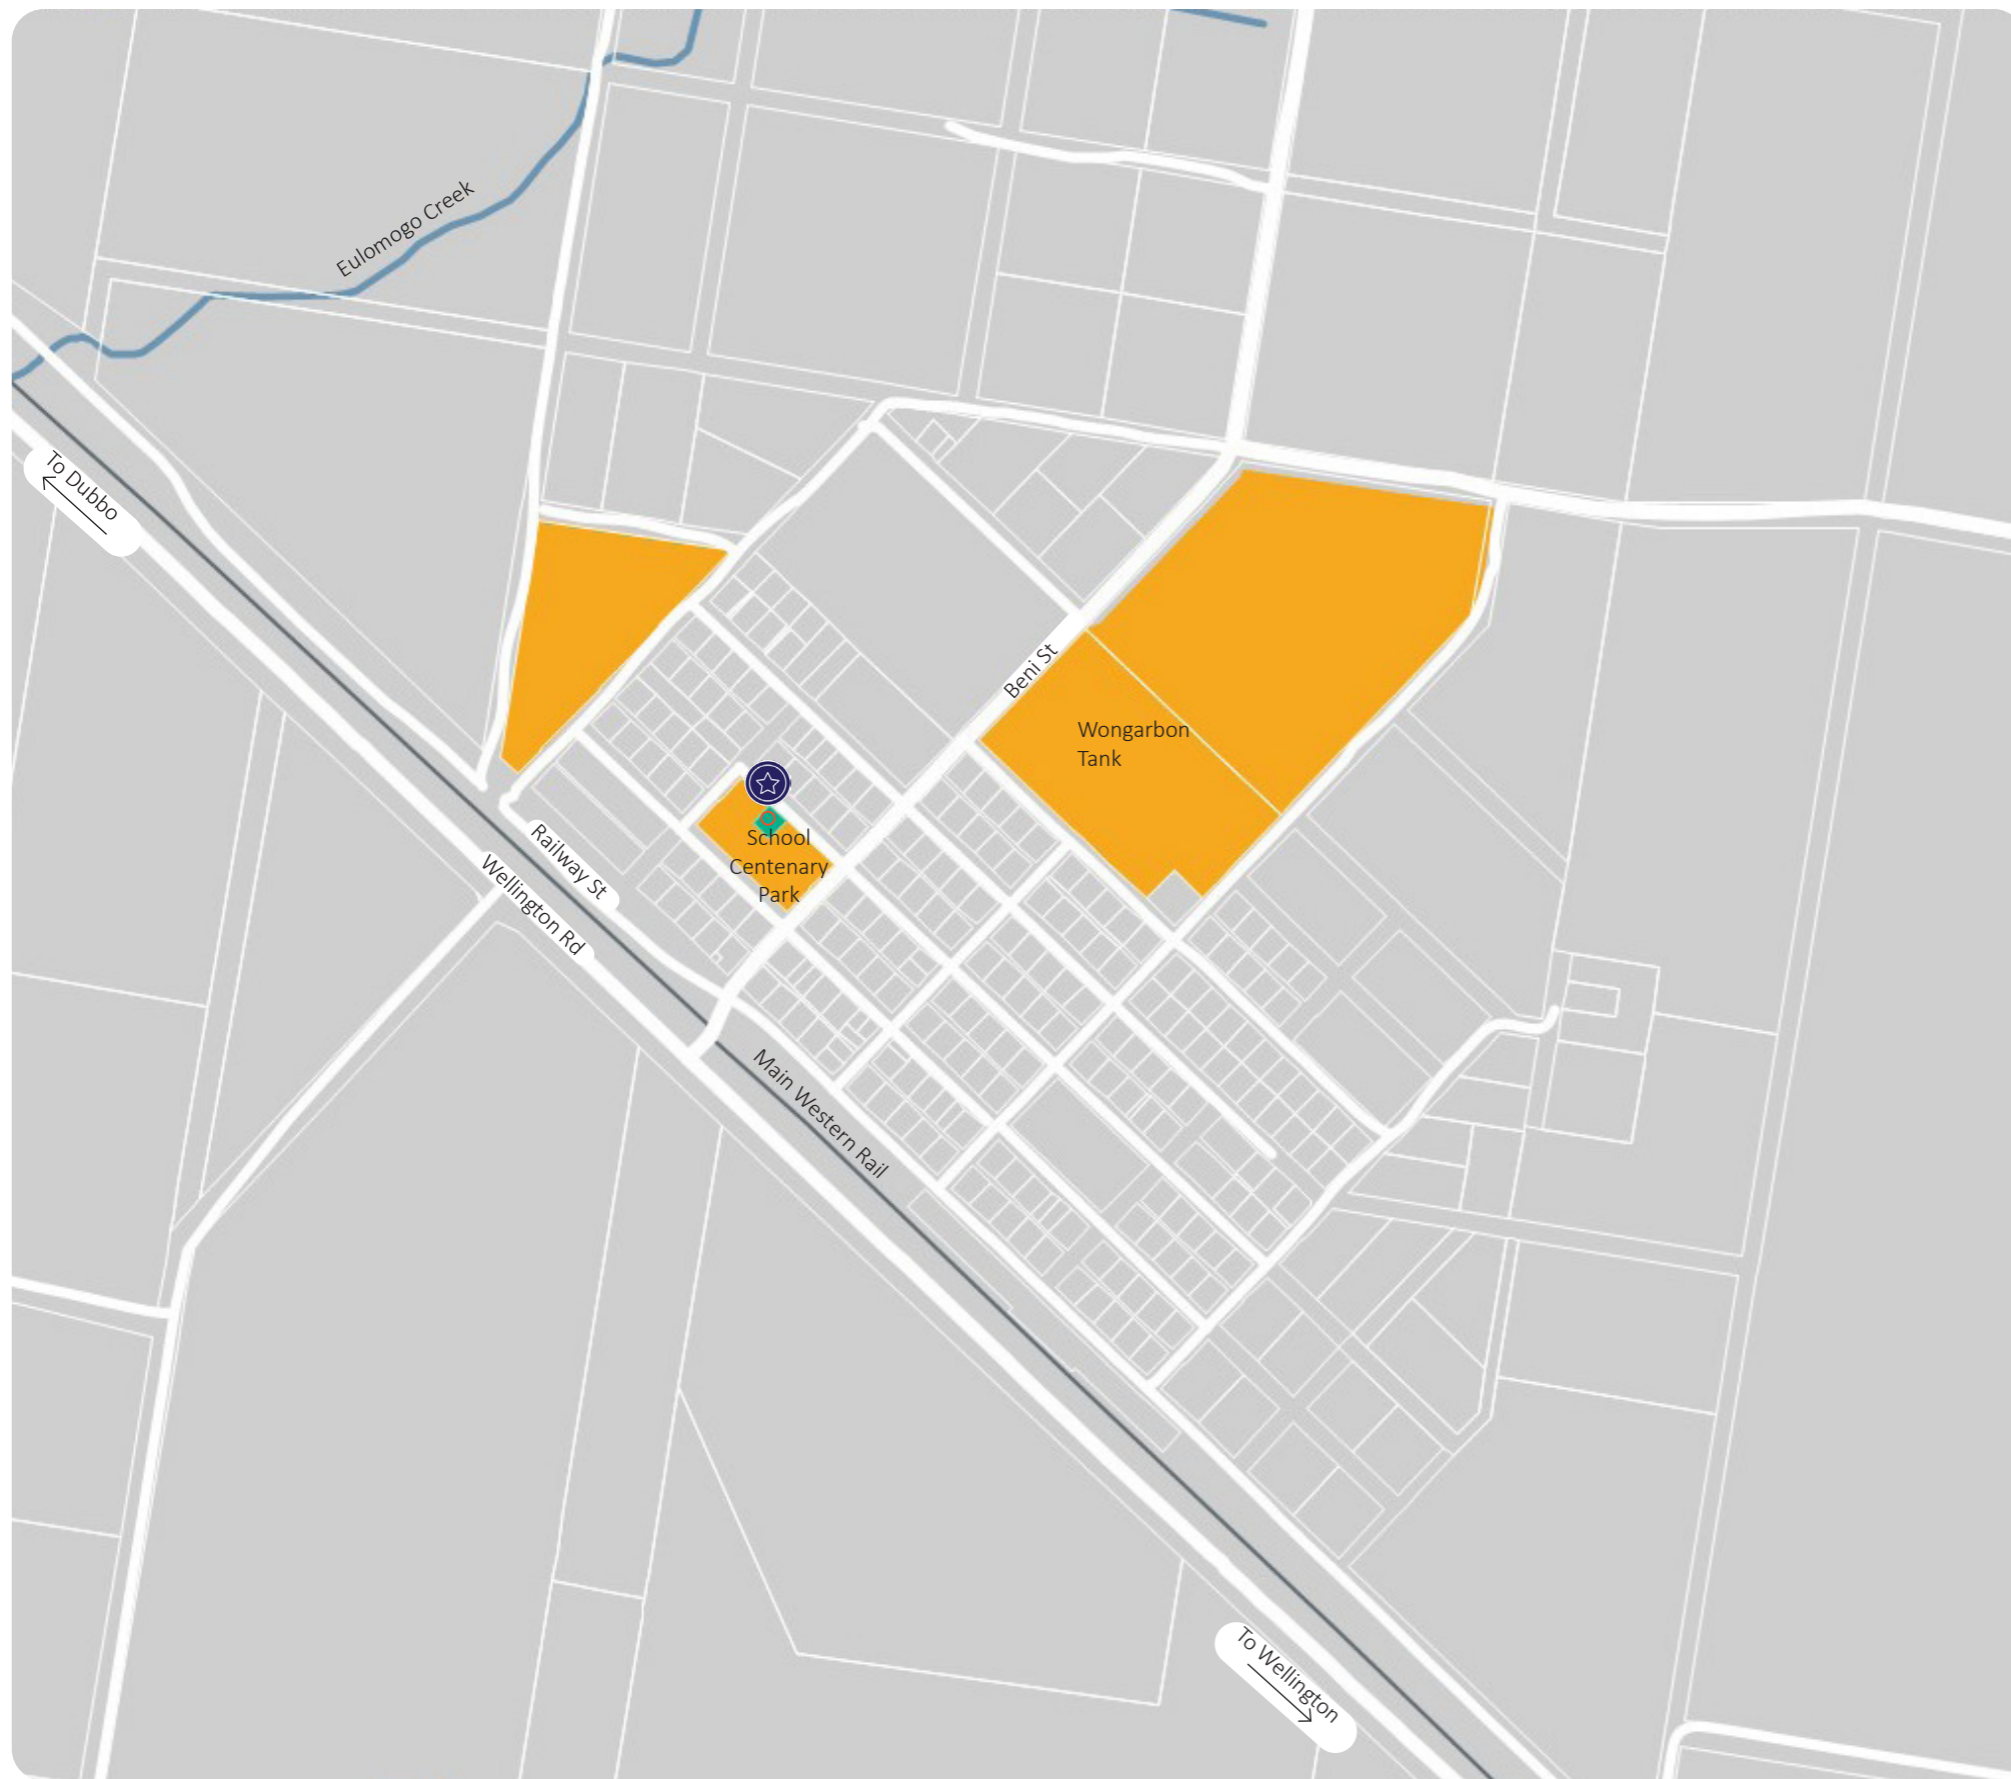 Eulomogo Creek
To Dubbo
Beni St
Wongarbon
Tank
School
Centenary
Park
Railway St
Wellington Rd
Main Western Rail
To Wellington